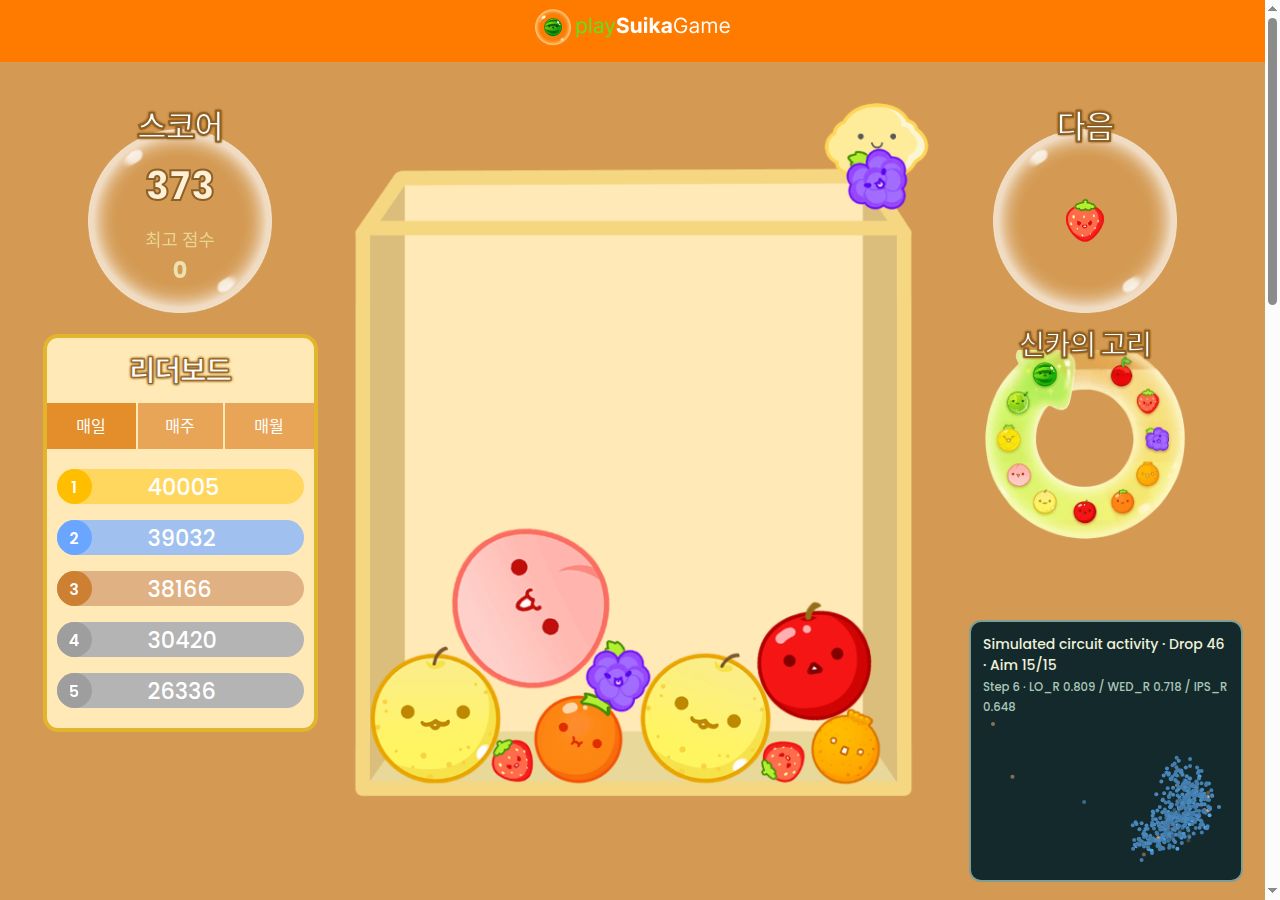 playSuikaGame
스코어
373
최고 점수
0
리더보드
매일 매주 매월
1 40005
2 39032
3 38166
4 30420
5 26336
다음
신카의 고리
Simulated circuit activity · Drop 46
· Aim 15/15
Step 6 · LO_R 0.809 / WED_R 0.718 / IPS_R
0.648